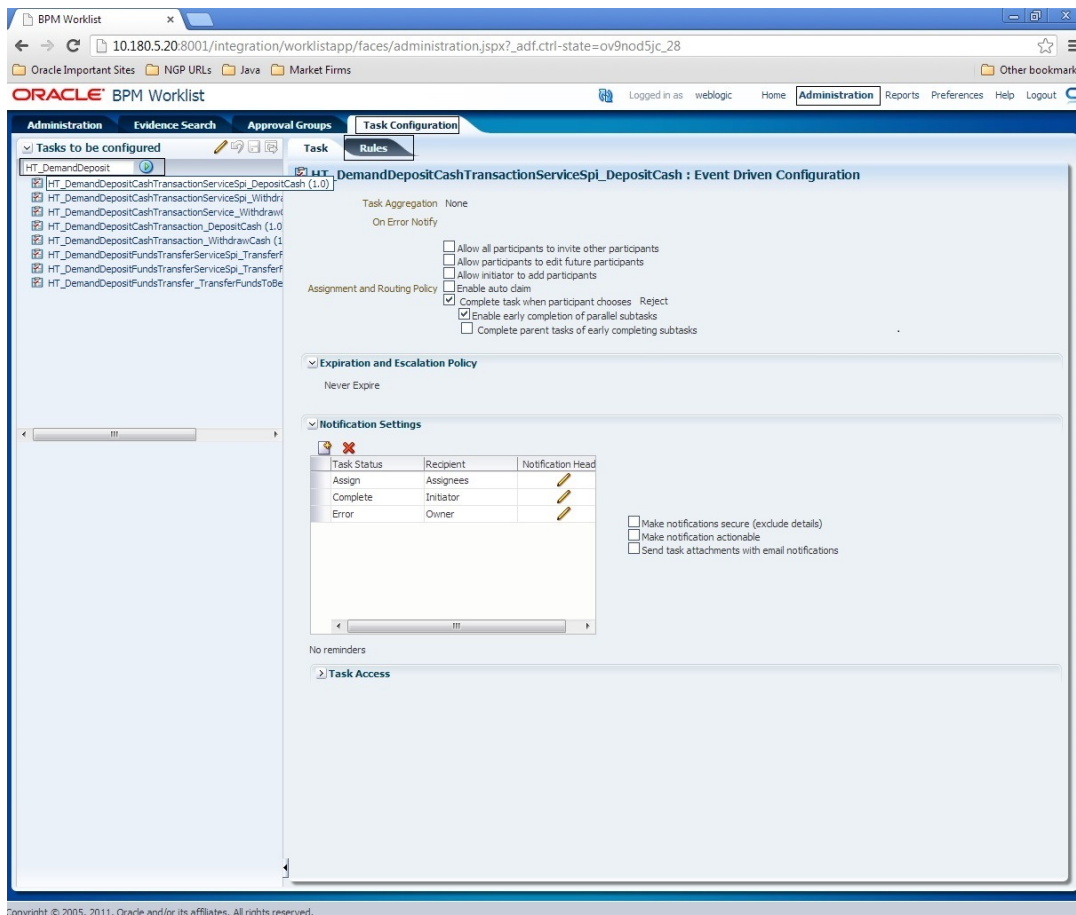 BPM Worklist
10.180.5.20:8001/integration/worklistapp/faces/administration.jspx?_adf.ctrl-state=ov9nod5jc_28
Oracle Important Sites NGP URLs Java Market Firms Other bookmark
ORACLE BPM Worklist Logged in as weblogic Home Administration Reports Preferences Help Logout
Administration Evidence Search Approval Groups Task Configuration
Tasks to be configured Task Rules
HT_DemandDeposit
HT_DemandDepositCashTransactionServiceSpi_DepositCash : Event Driven Configuration
HT_DemandDepositCashTransactionServiceSpi_DepositCash (1.0)
HT_DemandDepositCashTransactionServiceSpi_Withdra
HT_DemandDepositCashTransactionService_Withdraw
HT_DemandDepositCashTransaction_DepositCash (1.0
HT_DemandDepositCashTransaction_WithdrawCash (1
HT_DemandDepositFundsTransferServiceSpi_TransferF
HT_DemandDepositFundsTransferServiceSpi_TransferF
HT_DemandDepositFundsTransfer_TransferFundsToBe
Task Aggregation None
On Error Notify
Assignment and Routing Policy
Allow all participants to invite other participants
Allow participants to edit future participants
Allow initiator to add participants
Enable auto claim
Complete task when participant chooses Reject
Enable early completion of parallel subtasks
Complete parent tasks of early completing subtasks
Expiration and Escalation Policy
Never Expire
Notification Settings
Task Status Recipient Notification Head
Assign Assignees
Complete Initiator
Error Owner
Make notifications secure (exclude details)
Make notification actionable
Send task attachments with email notifications
No reminders
Task Access
Copyright © 2005, 2011, Oracle and/or its affiliates. All rights reserved.